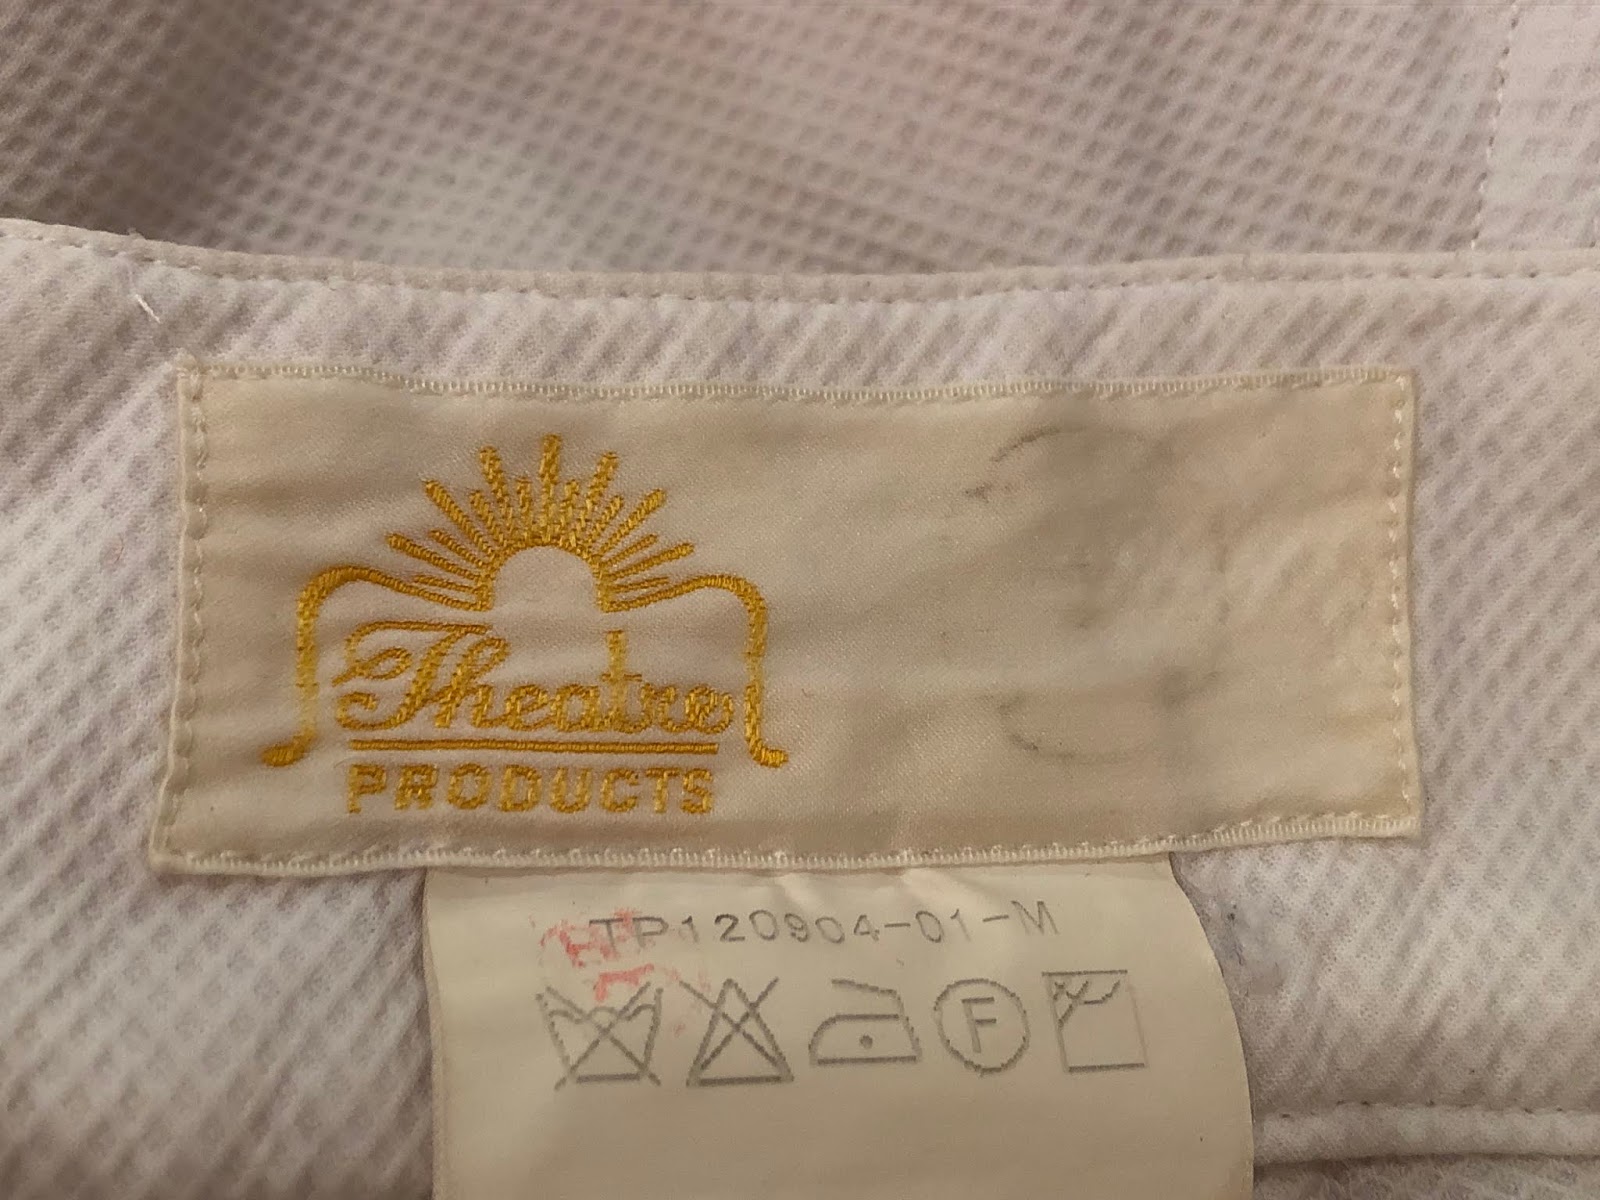 Theatre
PRODUCTS
TP120904-01-M
F